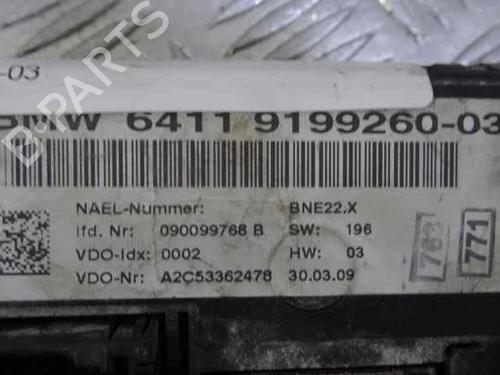 -03
BMW 6411 9199260-03
NAEL-Nummer: BNE22.X
lfd. Nr: 090099768 B SW: 196
VDO-Idx: 0002 HW: 03
VDO-Nr: A2C53362478 30.03.09
763
771
B-Parts